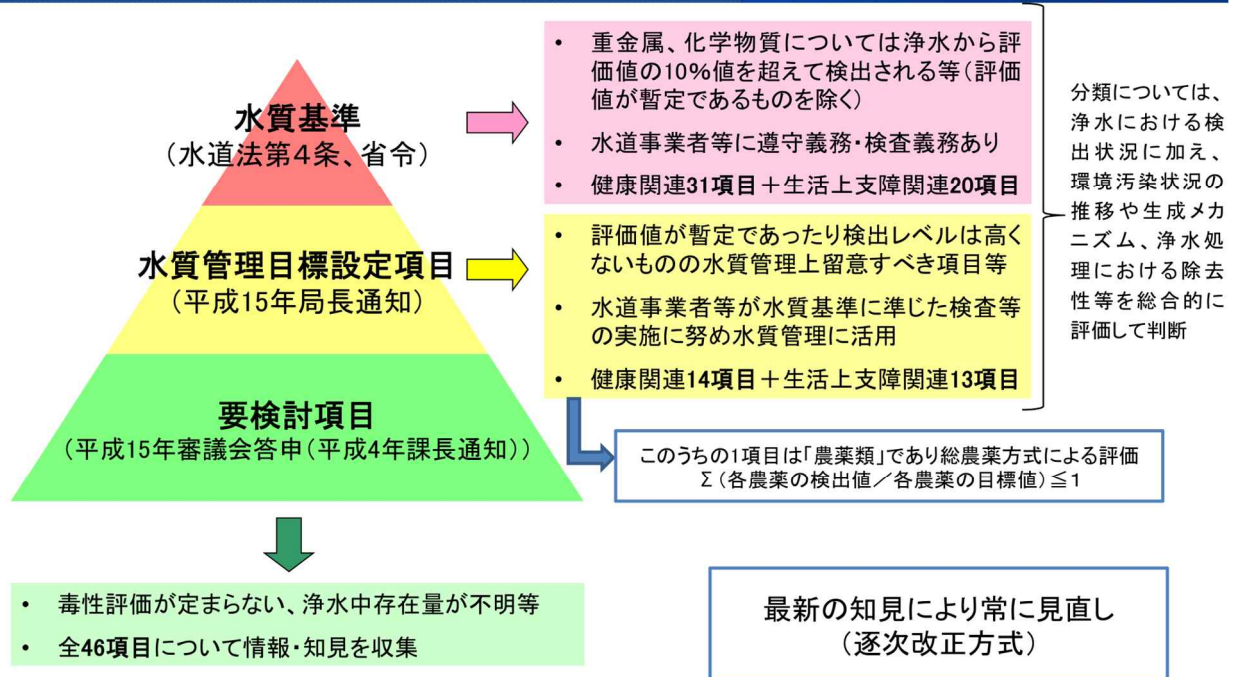 水質基準
（水道法第４条、省令）
• 重金属、化学物質については浄水から評
価値の10%値を超えて検出される等（評価
値が暫定であるものを除く）
• 水道事業者等に遵守義務・検査義務あり
• 健康関連31項目＋生活上支障関連20項目
水質管理目標設定項目
（平成15年局長通知）
• 評価値が暫定であったり検出レベルは高く
ないものの水質管理上留意すべき項目等
• 水道事業者等が水質基準に準じた検査等
の実施に努め水質管理に活用
• 健康関連14項目＋生活上支障関連13項目
分類については、
浄水における検
出状況に加え、
環境汚染状況の
推移や生成メカ
ニズム、浄水処
理における除去
性等を総合的に
評価して判断
要検討項目
（平成15年審議会答申（平成4年課長通知））
このうちの1項目は「農薬類」であり総農薬方式による評価
Σ（各農薬の検出値／各農薬の目標値）≦１
• 毒性評価が定まらない、浄水中存在量が不明等
• 全46項目について情報・知見を収集
最新の知見により常に見直し
（逐次改正方式）